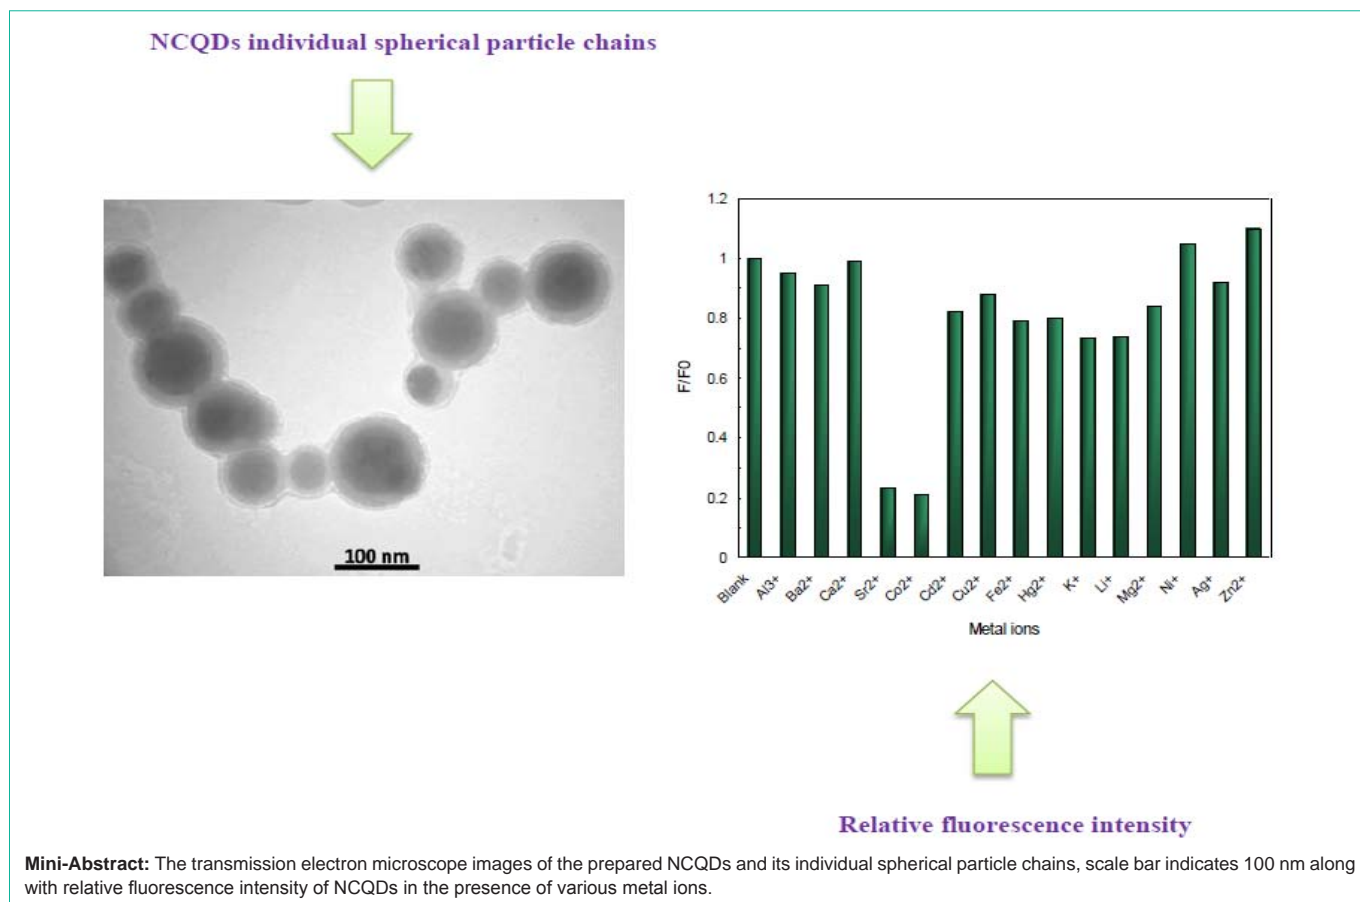 NCQDs individual spherical particle chains
100 nm
1.2
1
0.8
0.6
0.4
0.2
0
F/F0
Blank
Al3+
Ba2+
Ca2+
Sr2+
Co2+
Cd2+
Cu2+
Fe2+
Hg2+
K+
Li+
Mg2+
Ni+
Ag+
Zn2+
Metal ions
Relative fluorescence intensity
Mini-Abstract: The transmission electron microscope images of the prepared NCQDs and its individual spherical particle chains, scale bar indicates 100 nm along
with relative fluorescence intensity of NCQDs in the presence of various metal ions.